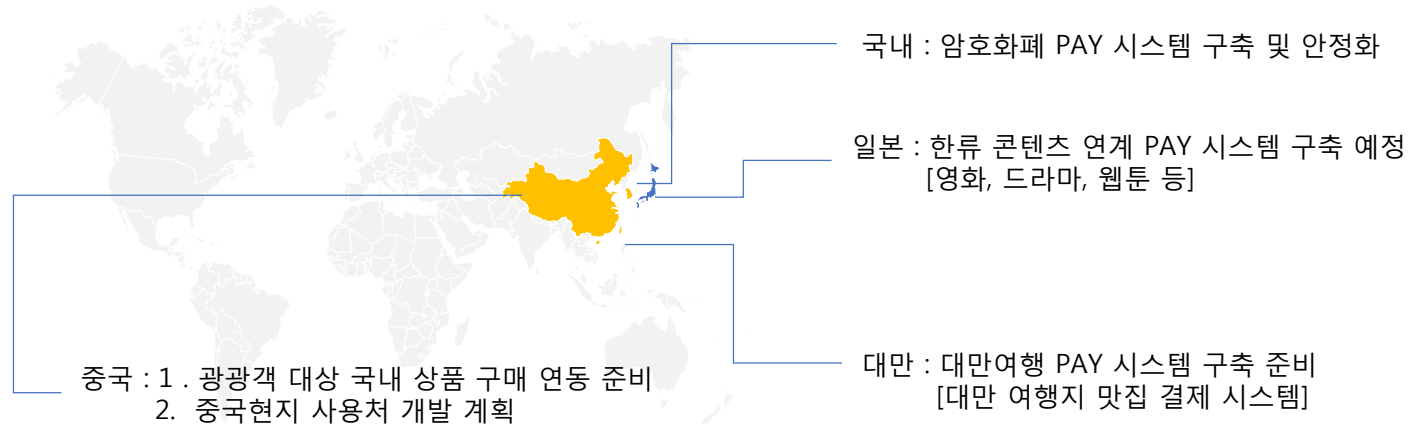 국내 : 암호화폐 PAY 시스템 구축 및 안정화
일본 : 한류 콘텐츠 연계 PAY 시스템 구축 예정
[영화, 드라마, 웹툰 등]
대만 : 대만여행 PAY 시스템 구축 준비
[대만 여행지 맛집 결제 시스템]
중국 : 1 . 광광객 대상 국내 상품 구매 연동 준비
2. 중국현지 사용처 개발 계획